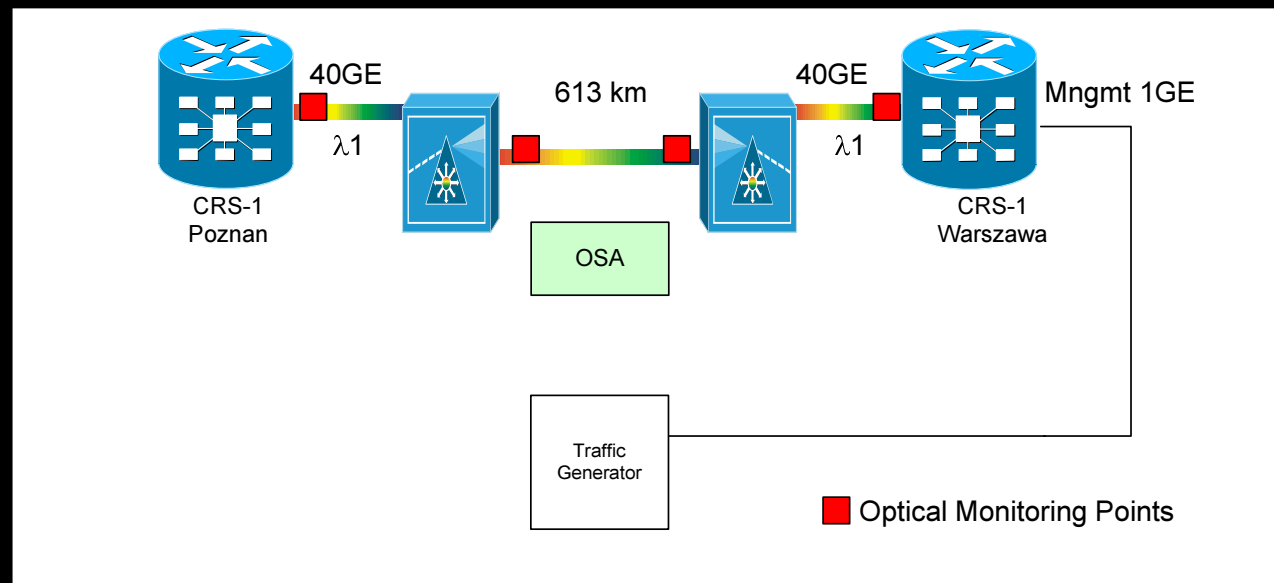 40GE
613 km
40GE
Mngmt 1GE
λ1
λ1
CRS-1
Poznan
CRS-1
Warszawa
OSA
Traffic
Generator
Optical Monitoring Points